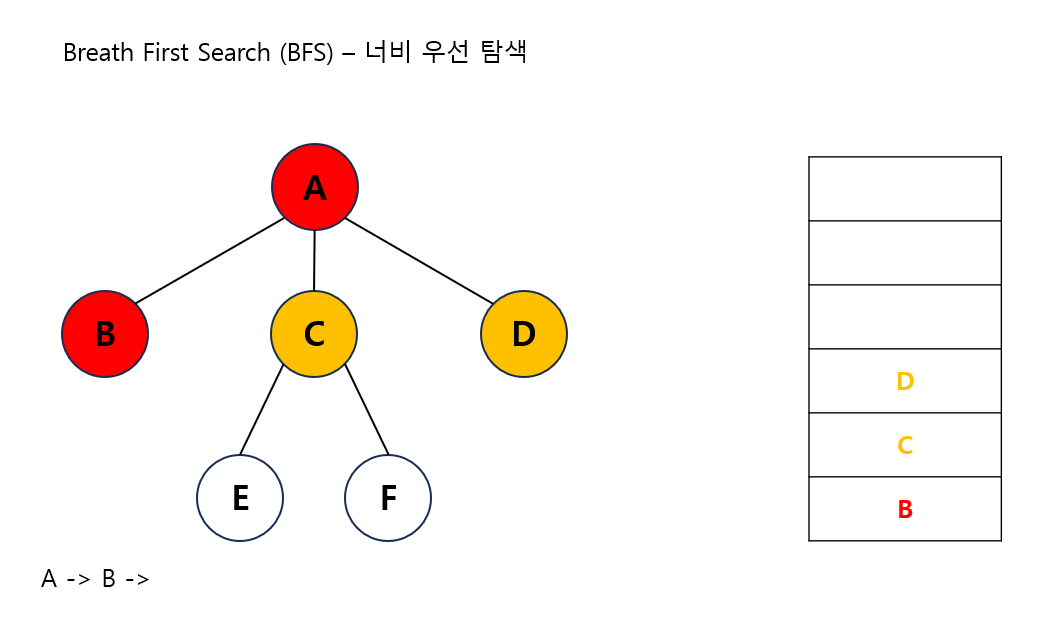 Breath First Search (BFS) – 너비 우선 탐색
A
B
C
D
E
F
D
C
B
A -> B ->